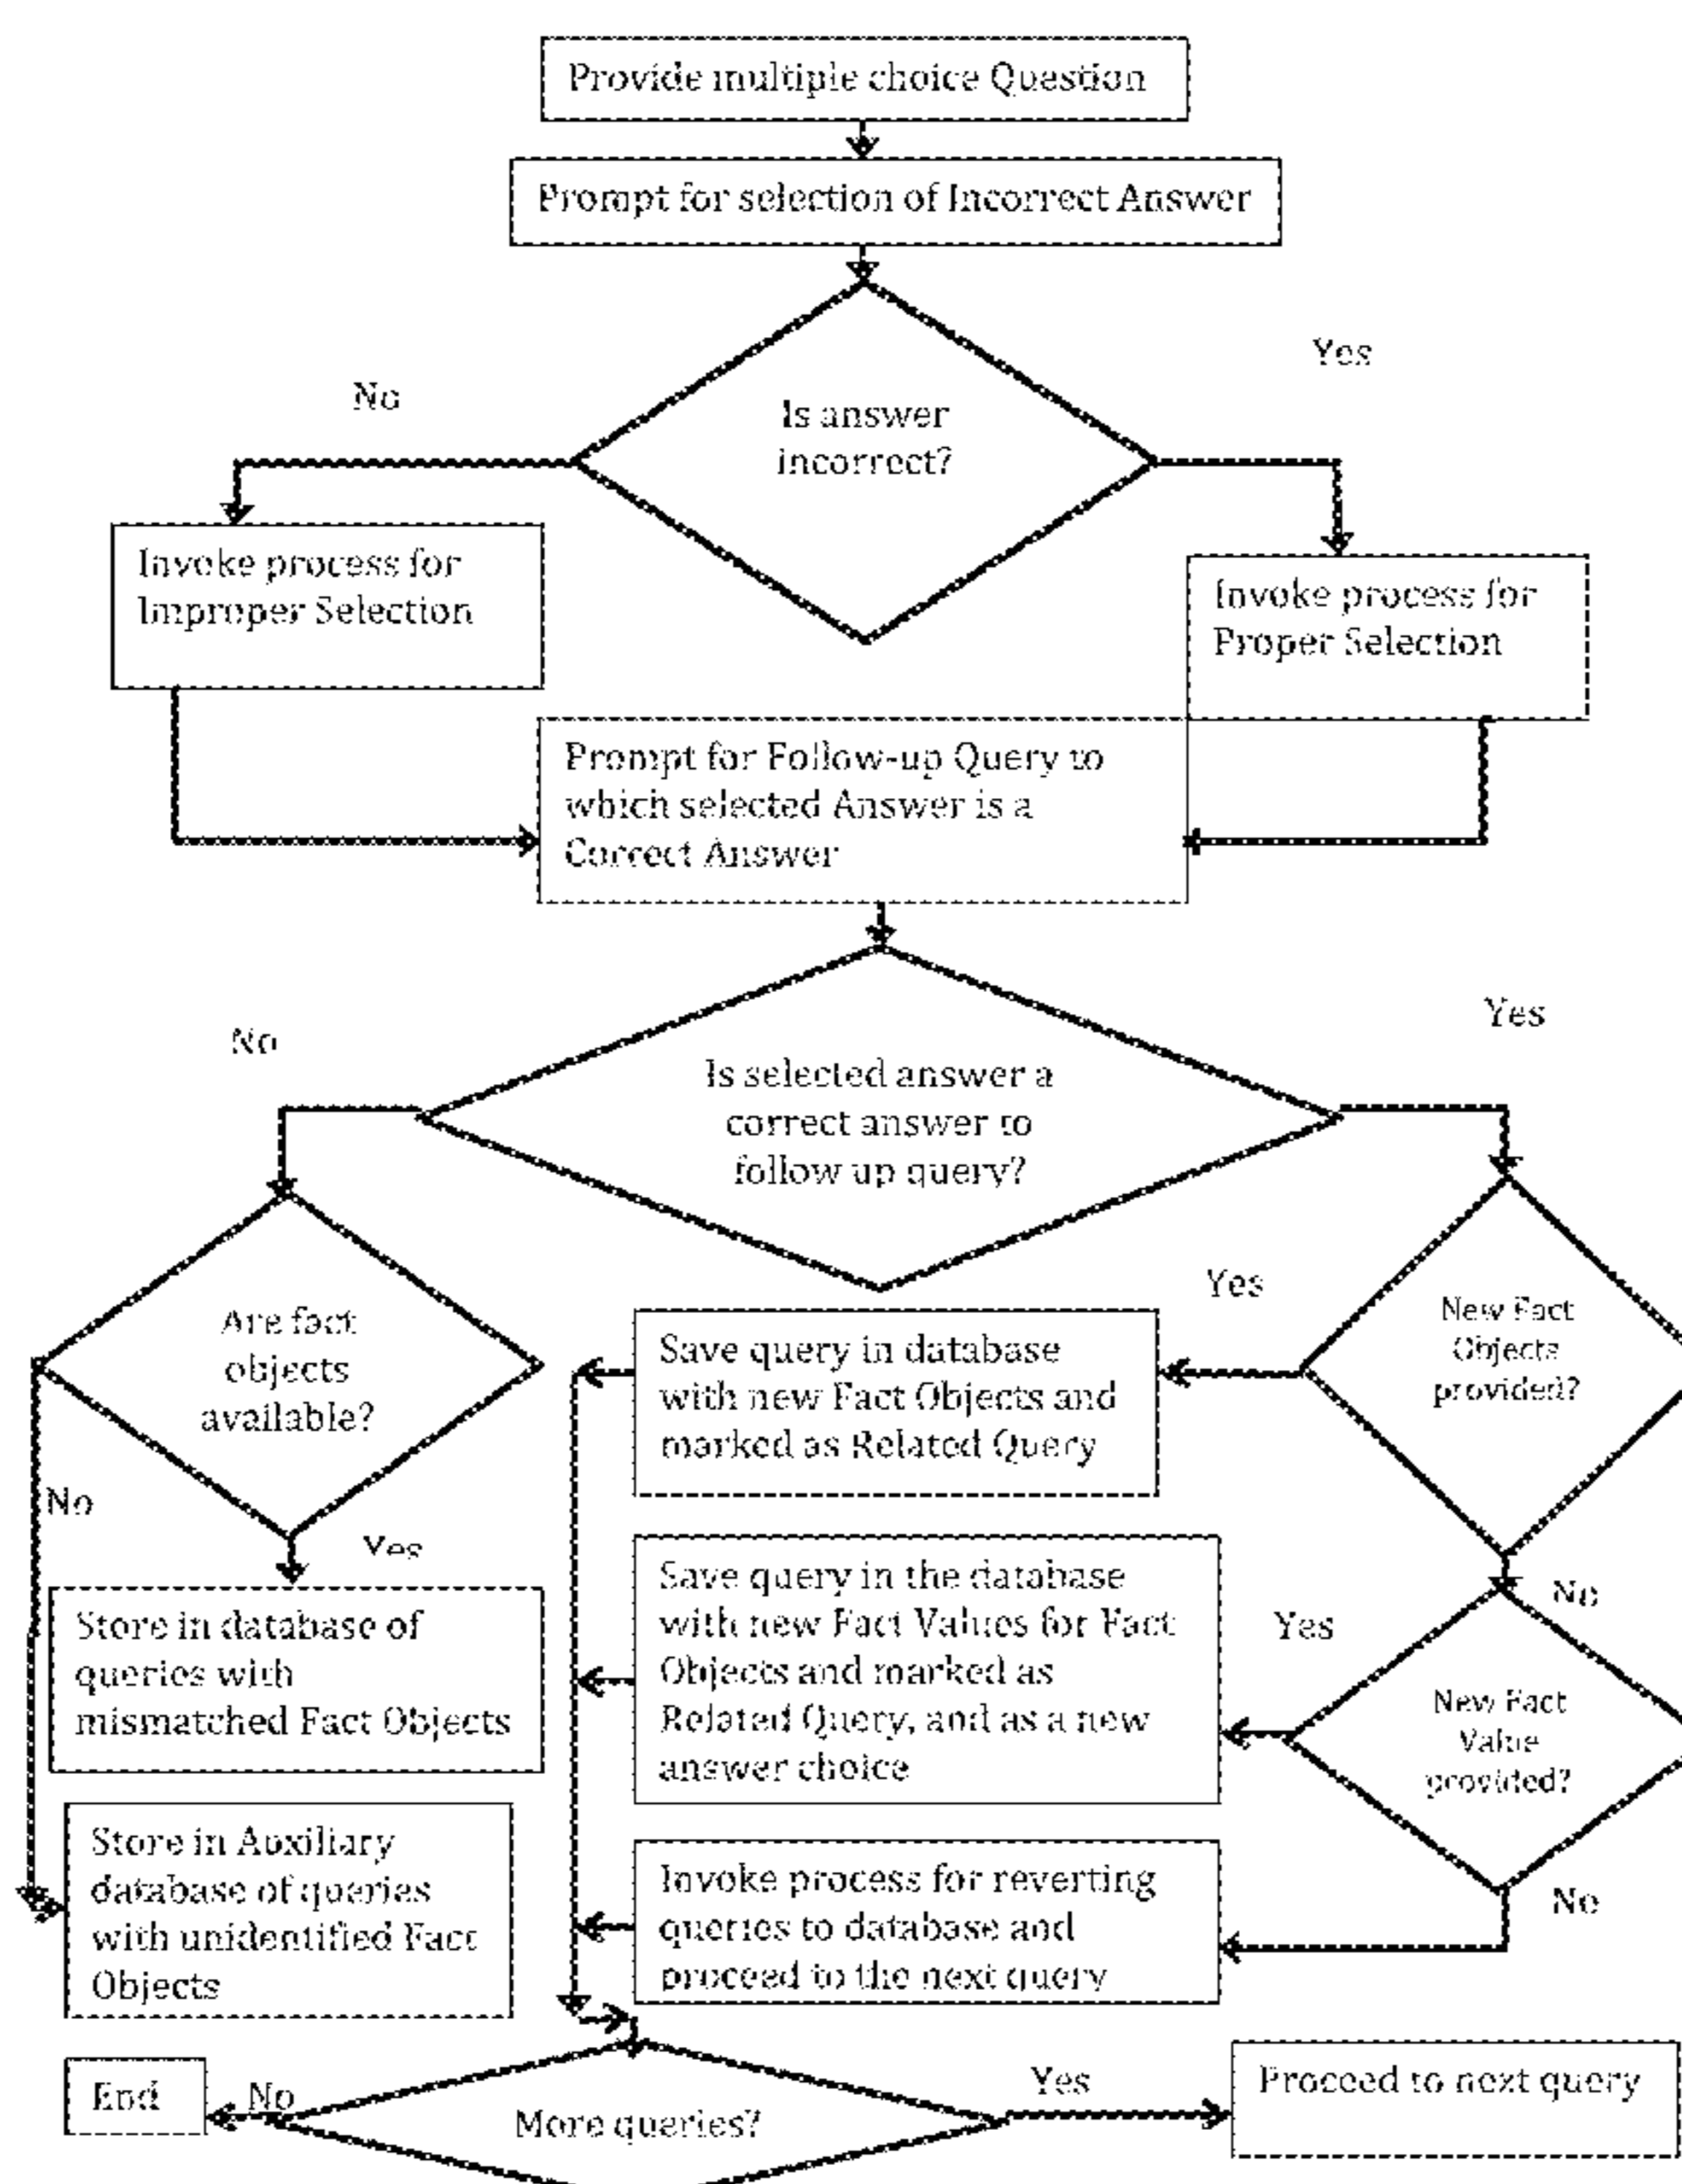 Provide multiple choice Question
Prompt for selection of Incorrect Answer
Yes
No
Is answer
incorrect?
Invoke process for
Improper Selection
Invoke process for
Proper Selection
Prompt for Follow-up Query to
which selected Answer is a
Correct Answer
No
Yes
Is selected answer a
correct answer to
follow up query?
Yes
New Fact
Objects
provided?
Are fact
objects
available?
Save query in database
with new Fact Objects and
marked as Related Query
No
Yes
Store in database of
queries with
mismatched Fact Objects
Save query in the database
with new Fact Values for Fact
Objects and marked as
Related Query, and as a new
answer choice
Yes
No
New Fact
Value
provided?
Store in Auxiliary
database of queries
with unidentified Fact
Objects
Invoke process for reverting
queries to database and
proceed to the next query
No
End
No
More queries?
Yes
Proceed to next query